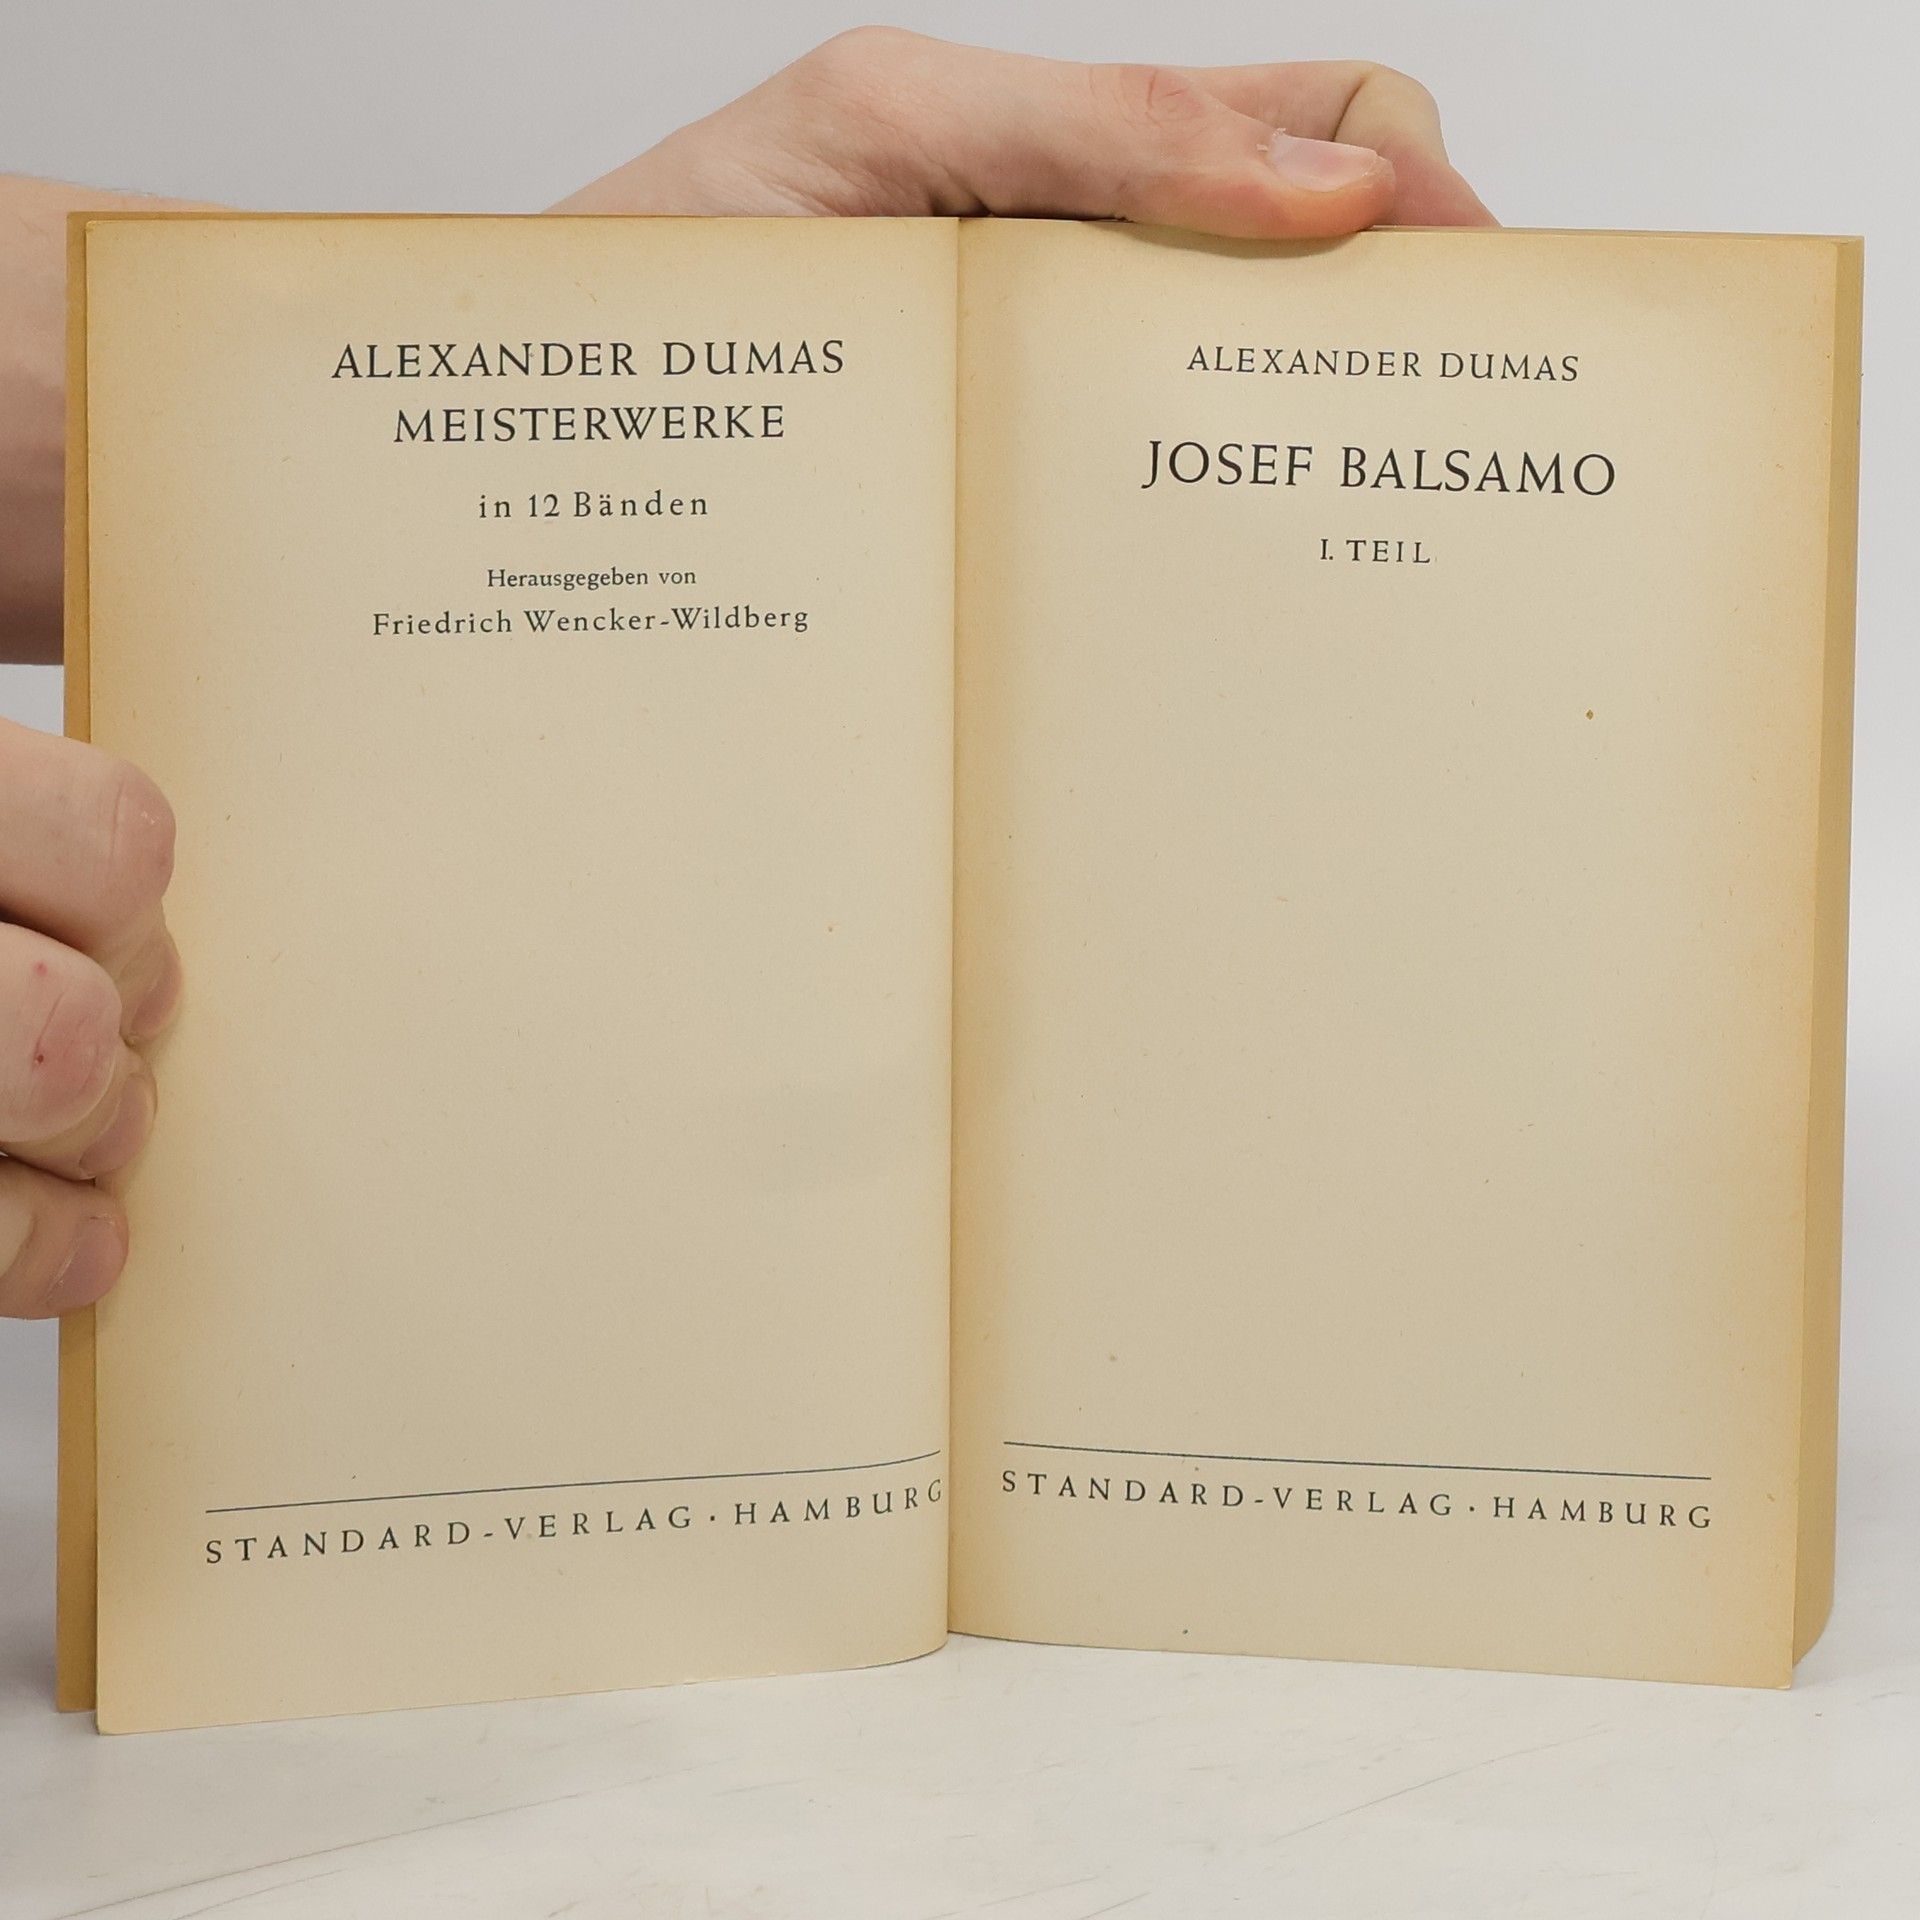 ALEXANDER DUMAS
MEISTERWERKE
in 12 Bänden
Herausgegeben von
Friedrich Wencker-Wildberg
STANDARD-VERLAG · HAMBURG
ALEXANDER DUMAS
JOSEF BALSAMO
I. TEIL
STANDARD-VERLAG · HAMBURG